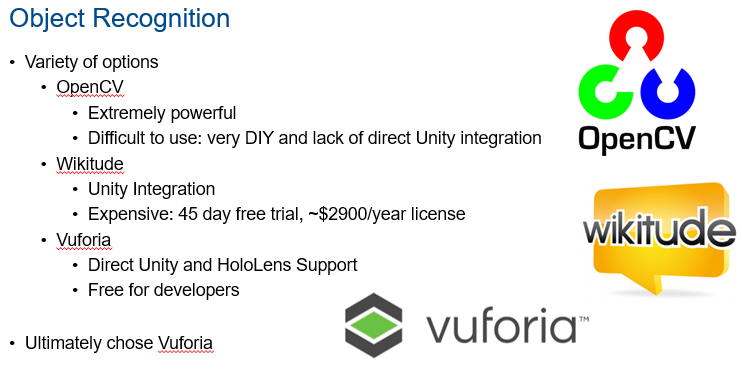 Object Recognition
• Variety of options
• OpenCV
• Extremely powerful
• Difficult to use: very DIY and lack of direct Unity integration
• Wikitude
• Unity Integration
• Expensive: 45 day free trial, ~$2900/year license
• Vuforia
• Direct Unity and HoloLens Support
• Free for developers
• Ultimately chose Vuforia
OpenCV
wikitude
vuforia™